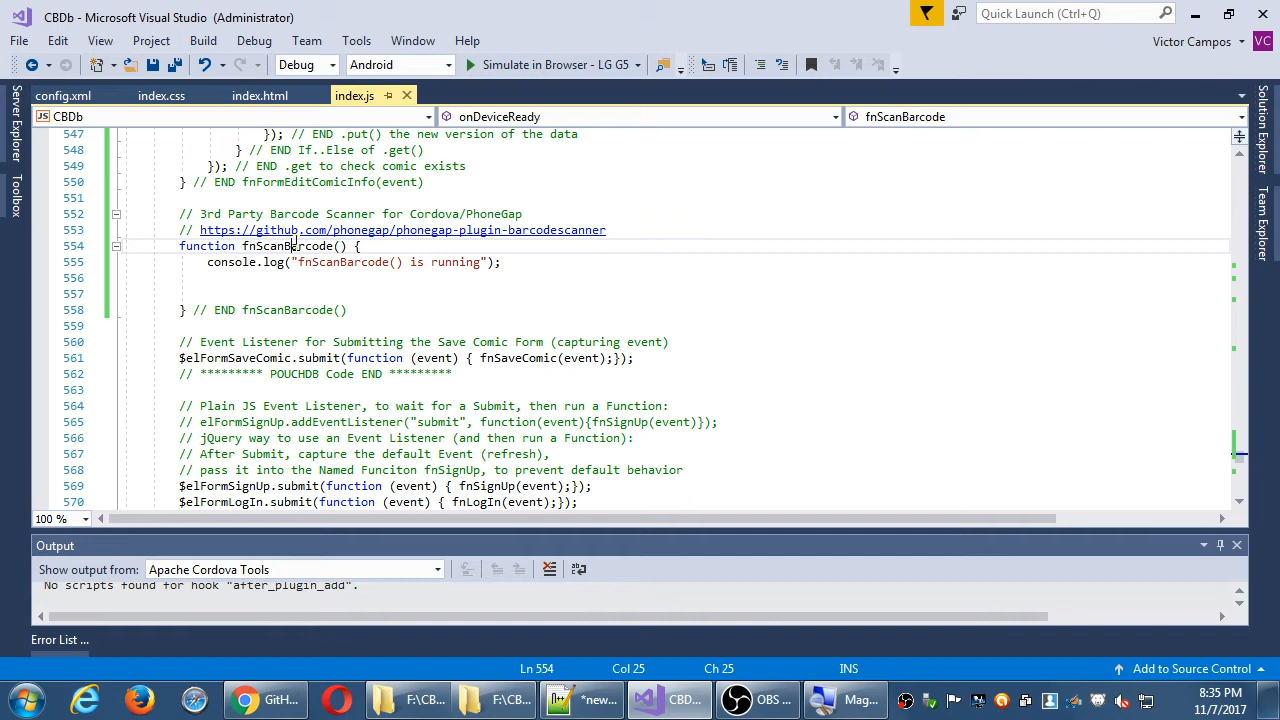 CBDb - Microsoft Visual Studio (Administrator)
Quick Launch (Ctrl+Q)
File Edit View Project Build Debug Team Tools Window Help
Victor Campos VC
Debug Android Simulate in Browser - LG G5
config.xml index.css index.html index.js
JS CBDb onDeviceReady fnScanBarcode
547 }); // END .put() the new version of the data
548 } // END If..Else of .get()
549 }); // END .get to check comic exists
550 } // END fnFormEditComicInfo(event)
551
552 // 3rd Party Barcode Scanner for Cordova/PhoneGap
553 // https://github.com/phonegap/phonegap-plugin-barcodescanner
554 function fnScanBarcode() {
555 console.log("fnScanBarcode() is running");
556
557
558 } // END fnScanBarcode()
559
560 // Event Listener for Submitting the Save Comic Form (capturing event)
561 $elFormSaveComic.submit(function (event) { fnSaveComic(event);});
562 // ********* POUCHDB Code END *********
563
564 // Plain JS Event Listener, to wait for a Submit, then run a Function:
565 // elFormSignUp.addEventListener("submit", function(event){fnSignUp(event)});
566 // jQuery way to use an Event Listener (and then run a Function):
567 // After Submit, capture the default Event (refresh),
568 // pass it into the Named Funciton fnSignUp, to prevent default behavior
569 $elFormSignUp.submit(function (event) { fnSignUp(event);});
570 $elFormLogIn.submit(function (event) { fnLogIn(event);});
100 %
Server Explorer
Toolbox
Solution Explorer
Team Explorer
Output
Show output from: Apache Cordova Tools
No scripts found for hook "after_plugin_add".
Error List ...
Ln 554 Col 25 Ch 25 INS Add to Source Control
GitH... F:\CB... F:\CB... *new... CBD... OBS ... Mag...
8:35 PM
11/7/2017